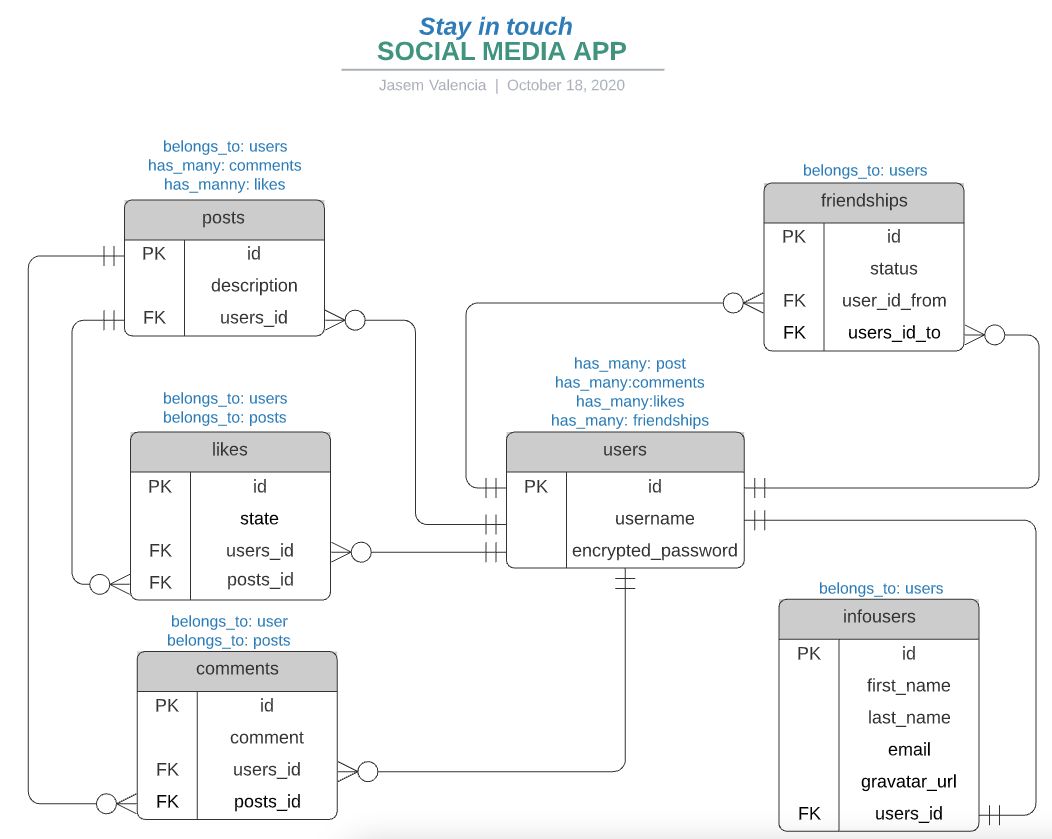 Stay in touch
SOCIAL MEDIA APP
Jasem Valencia | October 18, 2020
belongs_to: users
has_many: comments
has_manny: likes
posts
PK id
description
FK users_id
belongs_to: users
friendships
PK id
status
FK user_id_from
FK users_id_to
belongs_to: users
belongs_to: posts
likes
PK id
state
FK users_id
FK posts_id
has_many: post
has_many:comments
has_many:likes
has_many: friendships
users
PK id
username
encrypted_password
belongs_to: user
belongs_to: posts
comments
PK id
comment
FK users_id
FK posts_id
belongs_to: users
infousers
PK id
first_name
last_name
email
gravatar_url
FK users_id